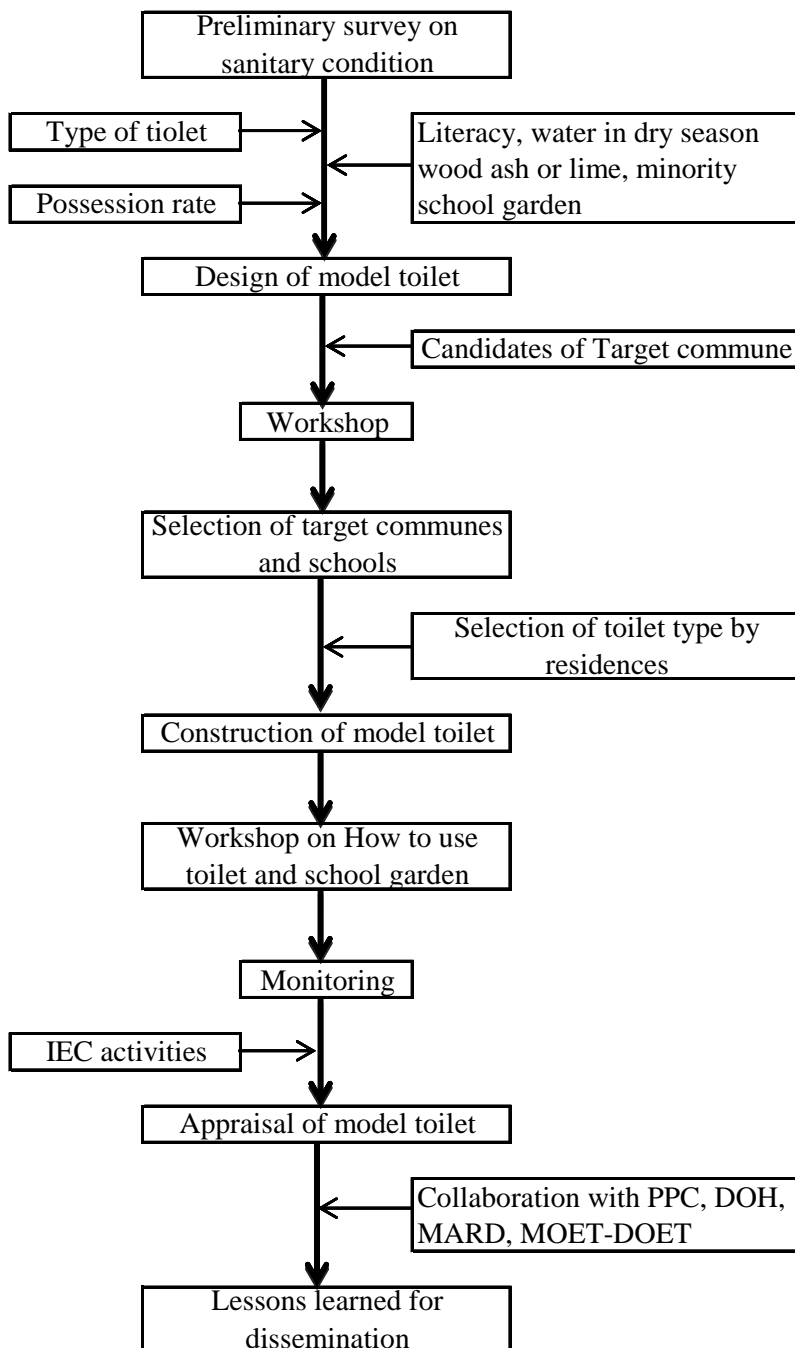 Preliminary survey on
sanitary condition
Type of tiolet
Literacy, water in dry season
wood ash or lime, minority
school garden
Possession rate
Design of model toilet
Candidates of Target commune
Workshop
Selection of target communes
and schools
Selection of toilet type by
residences
Construction of model toilet
Workshop on How to use
toilet and school garden
Monitoring
IEC activities
Appraisal of model toilet
Collaboration with PPC, DOH,
MARD, MOET-DOET
Lessons learned for
dissemination